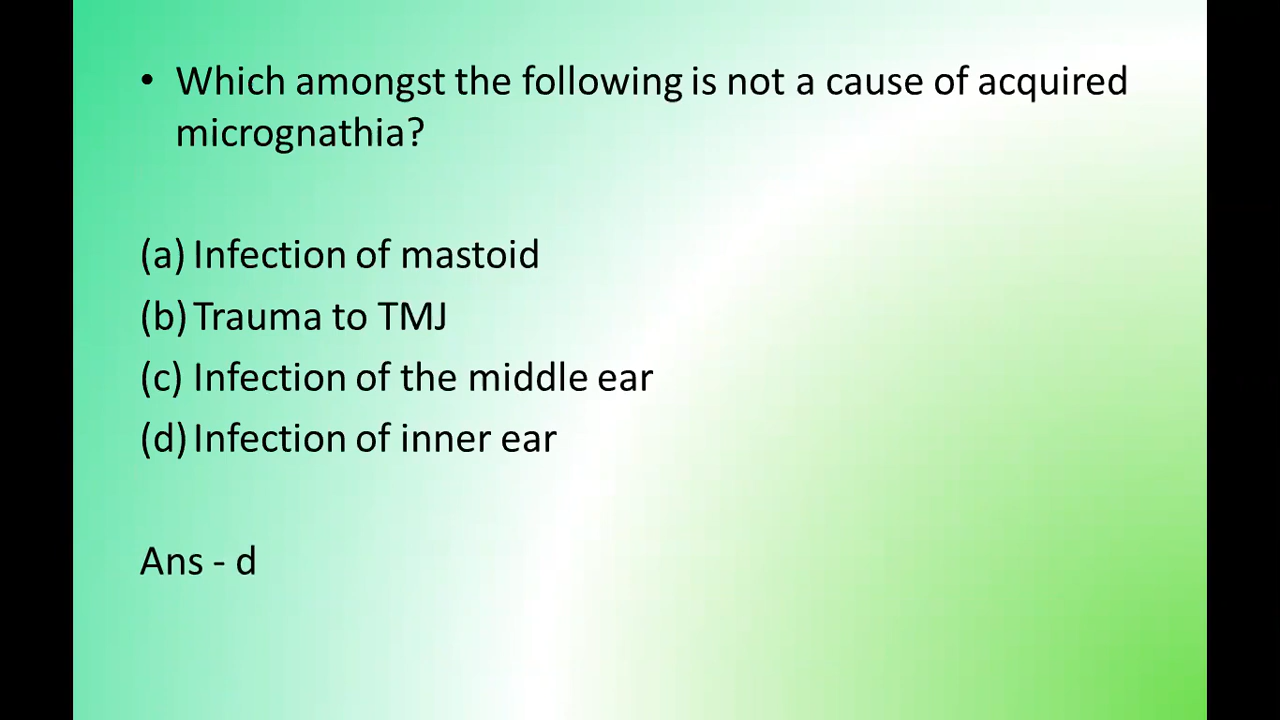 • Which amongst the following is not a cause of acquired
micrognathia?
(a) Infection of mastoid
(b) Trauma to TMJ
(c) Infection of the middle ear
(d) Infection of inner ear
Ans - d